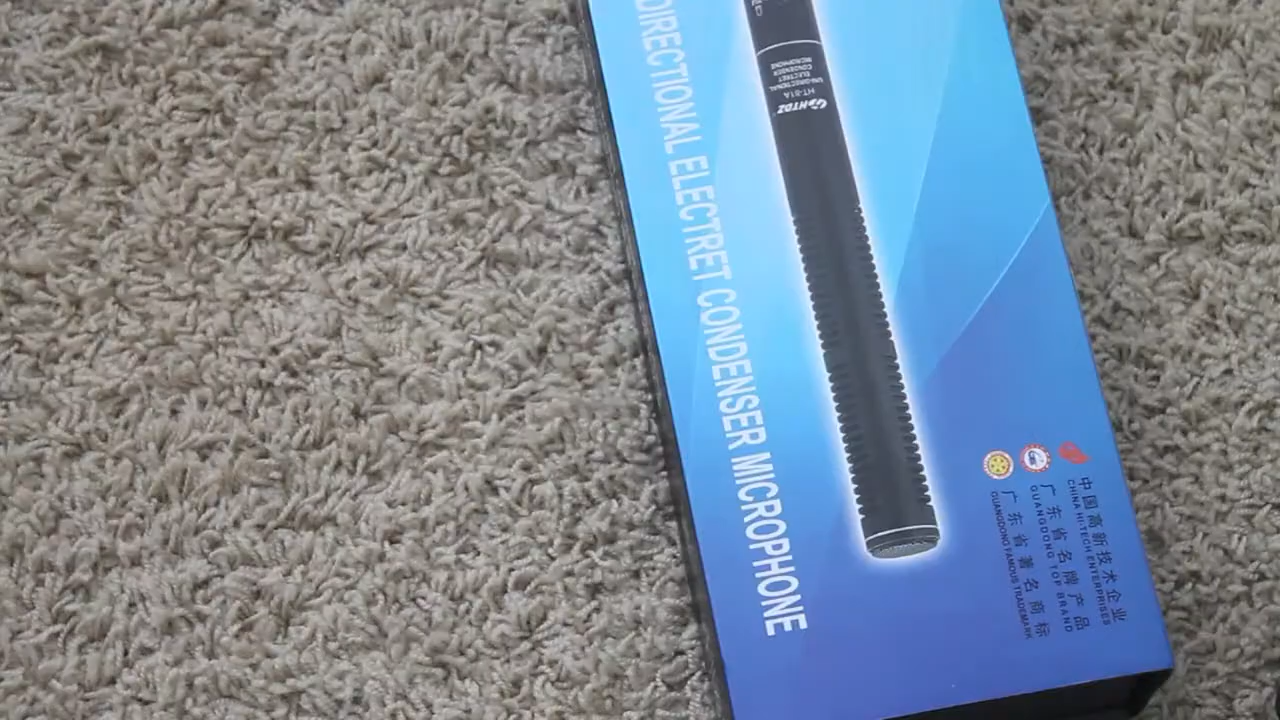 DIRECTIONAL ELECTRET CONDENSER MICROPHONE
HTDZ
HT-81A
UNI-DIRECTIONAL
ELECTRET
CONDENSER
MICROPHONE
中国高新技术企业
CHINA HI-TECH ENTERPRISES
广东省名牌产品
GUANGDONG TOP BRAND
广东省著名商标
GUANGDONG FAMOUS TRADEMARK